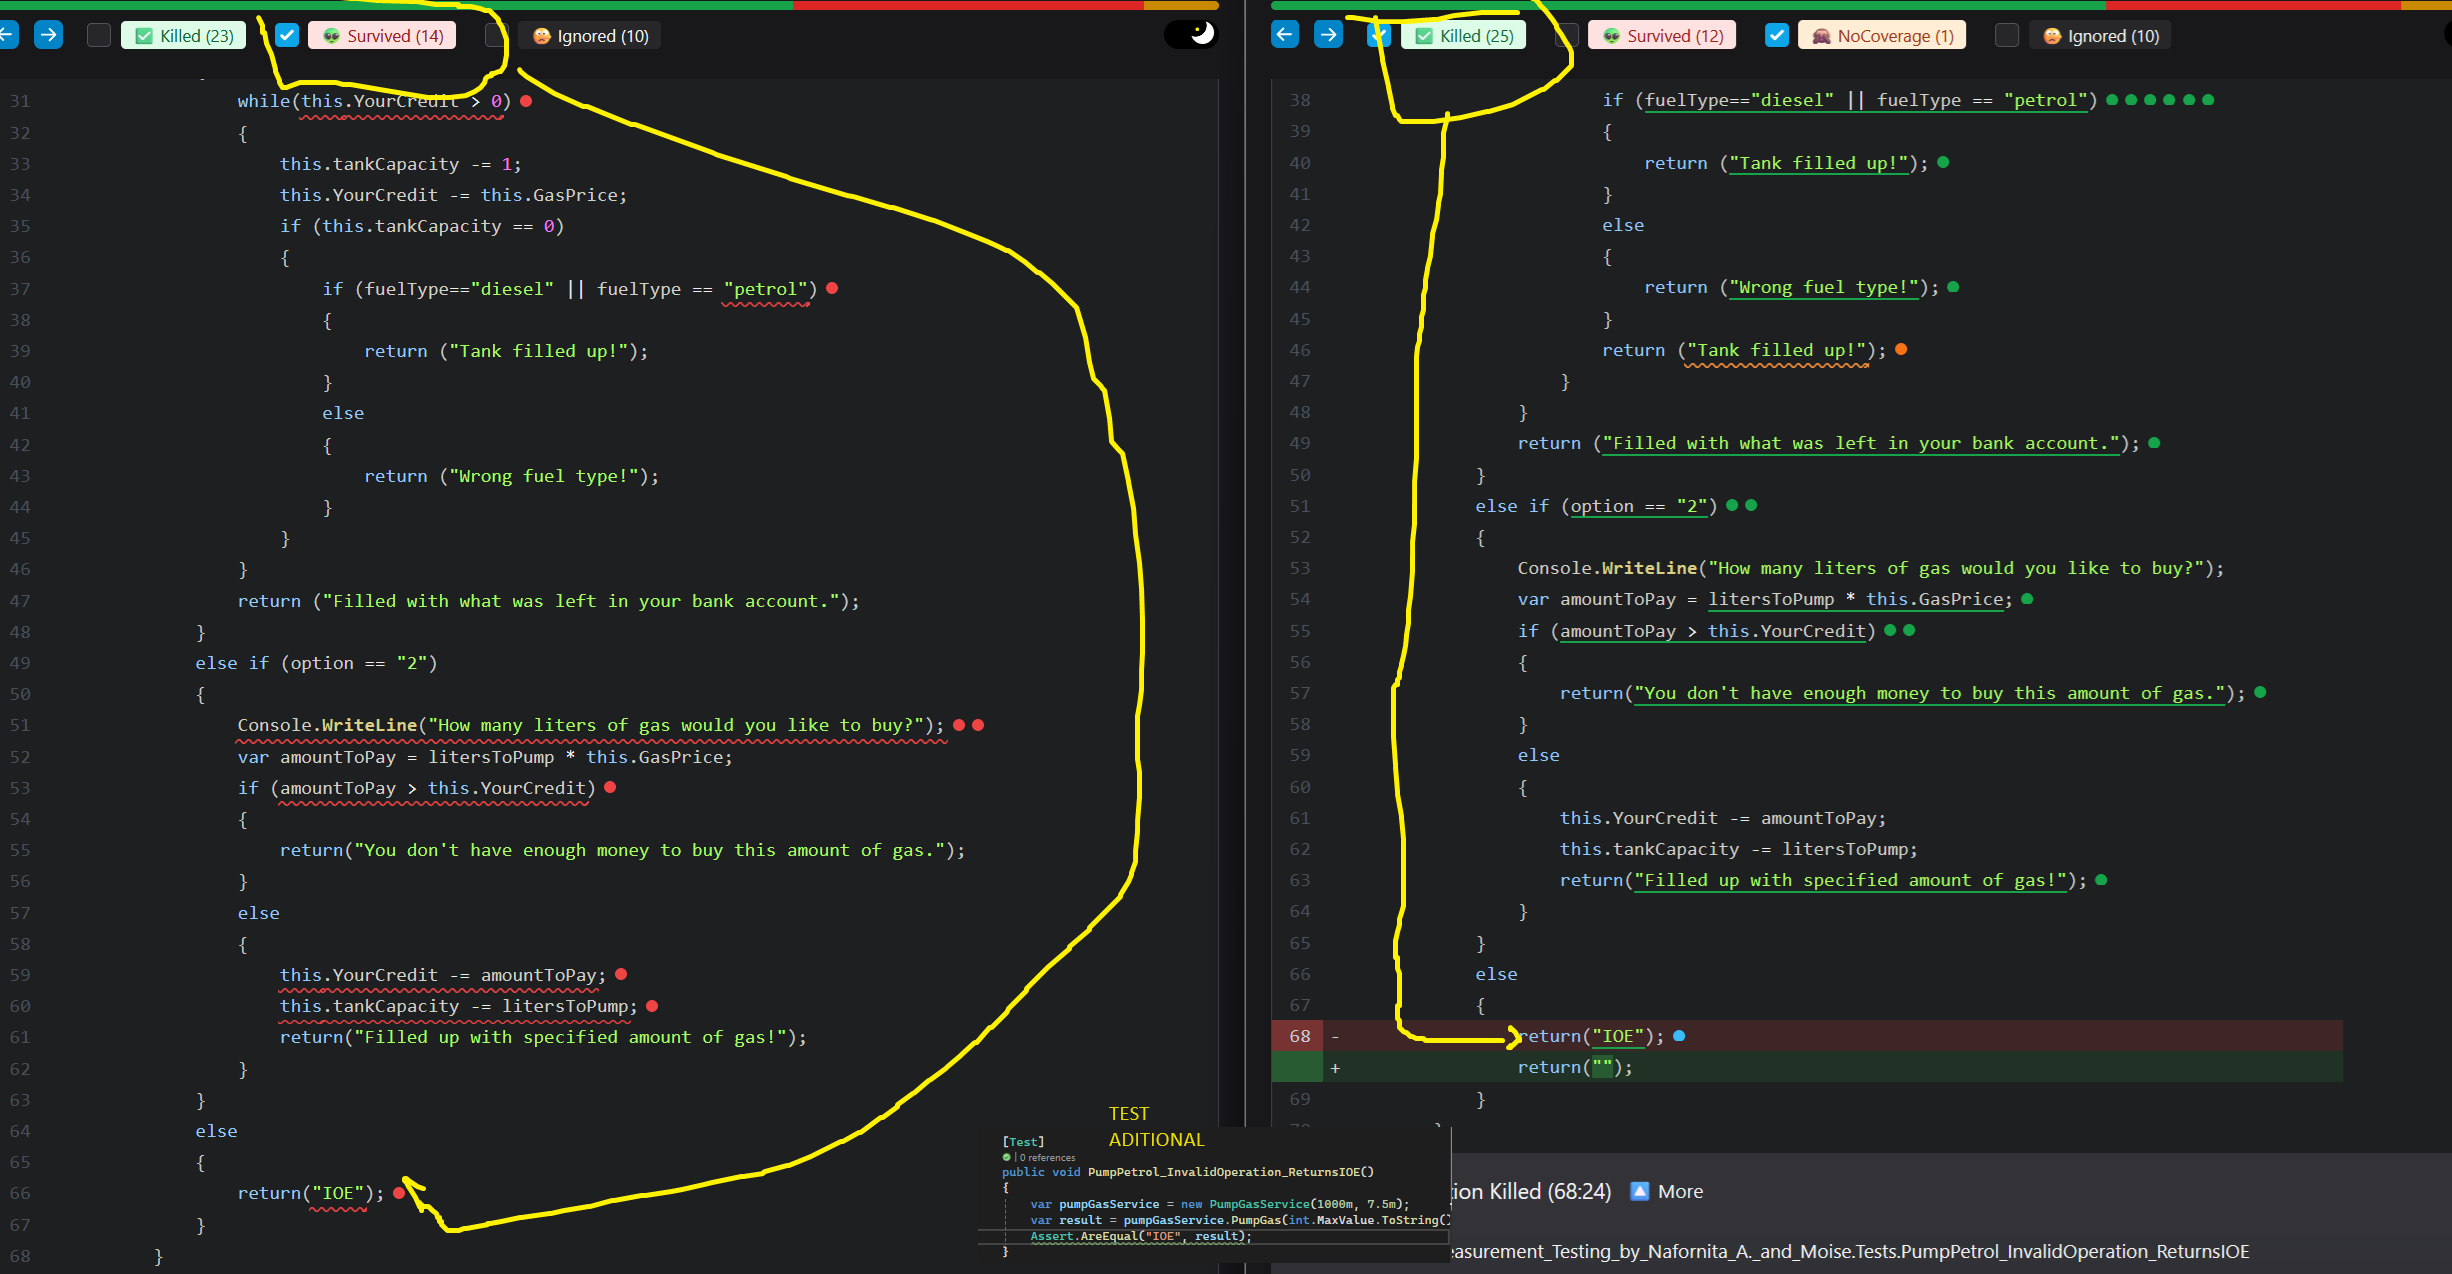 Killed (23)
Survived (14)
Ignored (10)
31 while(this.YourCredit > 0)
32 {
33 this.tankCapacity -= 1;
34 this.YourCredit -= this.GasPrice;
35 if (this.tankCapacity == 0)
36 {
37 if (fuelType=="diesel" || fuelType == "petrol")
38 {
39 return ("Tank filled up!");
40 }
41 else
42 {
43 return ("Wrong fuel type!");
44 }
45 }
46 }
47 return ("Filled with what was left in your bank account.");
48 }
49 else if (option == "2")
50 {
51 Console.WriteLine("How many liters of gas would you like to buy?");
52 var amountToPay = litersToPump * this.GasPrice;
53 if (amountToPay > this.YourCredit)
54 {
55 return("You don't have enough money to buy this amount of gas.");
56 }
57 else
58 {
59 this.YourCredit -= amountToPay;
60 this.tankCapacity -= litersToPump;
61 return("Filled up with specified amount of gas!");
62 }
63 }
64 else
65 {
66 return("IOE");
67 }
68 }
Killed (25)
Survived (12)
NoCoverage (1)
Ignored (10)
38 if (fuelType=="diesel" || fuelType == "petrol")
39 {
40 return ("Tank filled up!");
41 }
42 else
43 {
44 return ("Wrong fuel type!");
45 }
46 return ("Tank filled up!");
47 }
48 }
49 return ("Filled with what was left in your bank account.");
50 }
51 else if (option == "2")
52 {
53 Console.WriteLine("How many liters of gas would you like to buy?");
54 var amountToPay = litersToPump * this.GasPrice;
55 if (amountToPay > this.YourCredit)
56 {
57 return("You don't have enough money to buy this amount of gas.");
58 }
59 else
60 {
61 this.YourCredit -= amountToPay;
62 this.tankCapacity -= litersToPump;
63 return("Filled up with specified amount of gas!");
64 }
65 }
66 else
67 {
68 - return("IOE");
+ return("");
69 }
TEST
ADITIONAL
[Test]
| 0 references
public void PumpPetrol_InvalidOperation_ReturnsIOE()
{
var pumpGasService = new PumpGasService(1000m, 7.5m);
var result = pumpGasService.PumpGas(int.MaxValue.ToString()
Assert.AreEqual("IOE", result);
}
ion Killed (68:24) More
easurement_Testing_by_Nafornita_A._and_Moise.Tests.PumpPetrol_InvalidOperation_ReturnsIOE